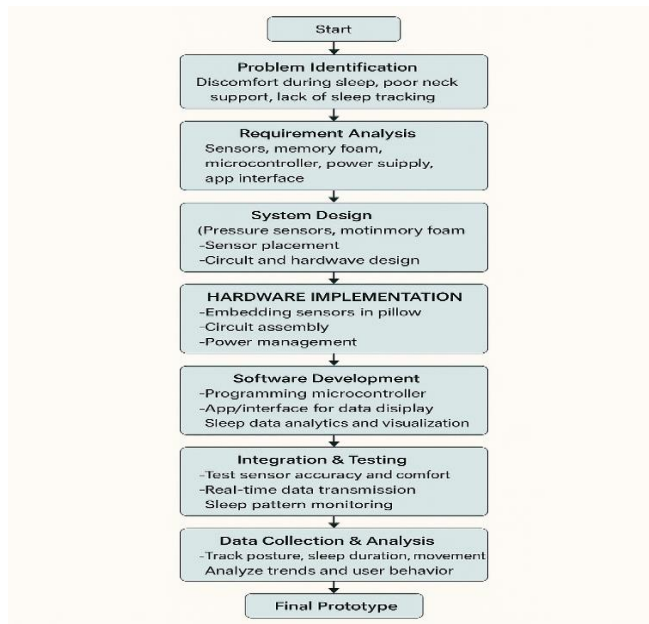 Start
Problem Identification
Discomfort during sleep, poor neck
support, lack of sleep tracking
Requirement Analysis
Sensors, memory foam,
microcontroller, power suipply,
app interface
System Design
(Pressure sensors, motinmory foam
-Sensor placement
-Circult and hardwave design
HARDWARE IMPLEMENTATION
-Embedding sensors in pillow
-Circuit assembly
-Power management
Software Development
-Programming microcontroller
-App/interface for data disiplay
Sleep data analytics and visualization
Integration & Testing
-Test sensor accuracy and comfort
-Real-time data transmission
Sleep pattern monitoring
Data Collection & Analysis
-Track posture, sleep duration, movement
Analyze trends and user behavior
Final Prototype